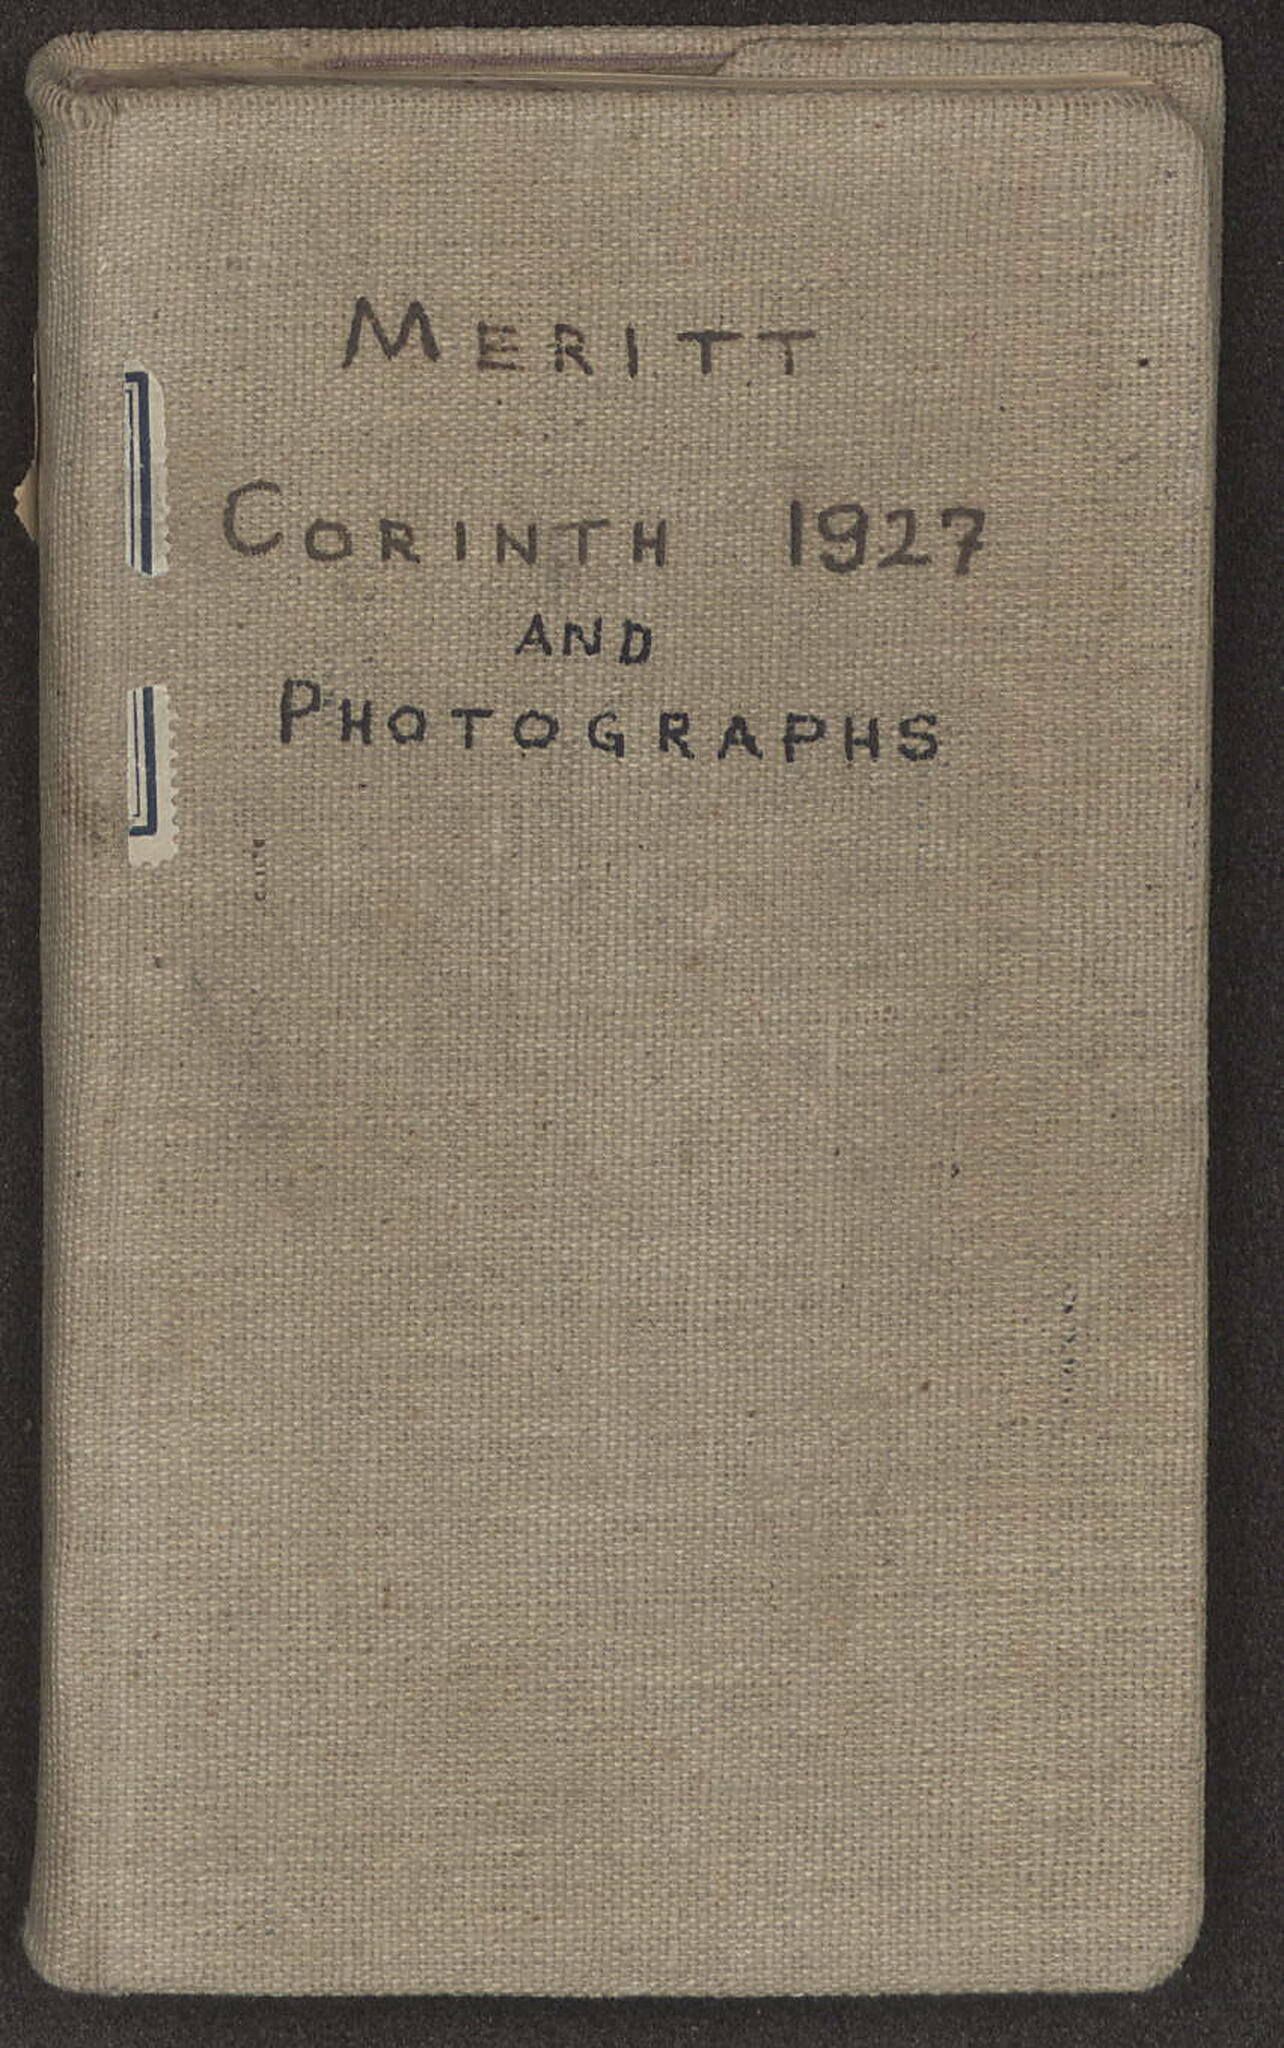 MERITT
CORINTH 1927
AND
PHOTOGRAPHS